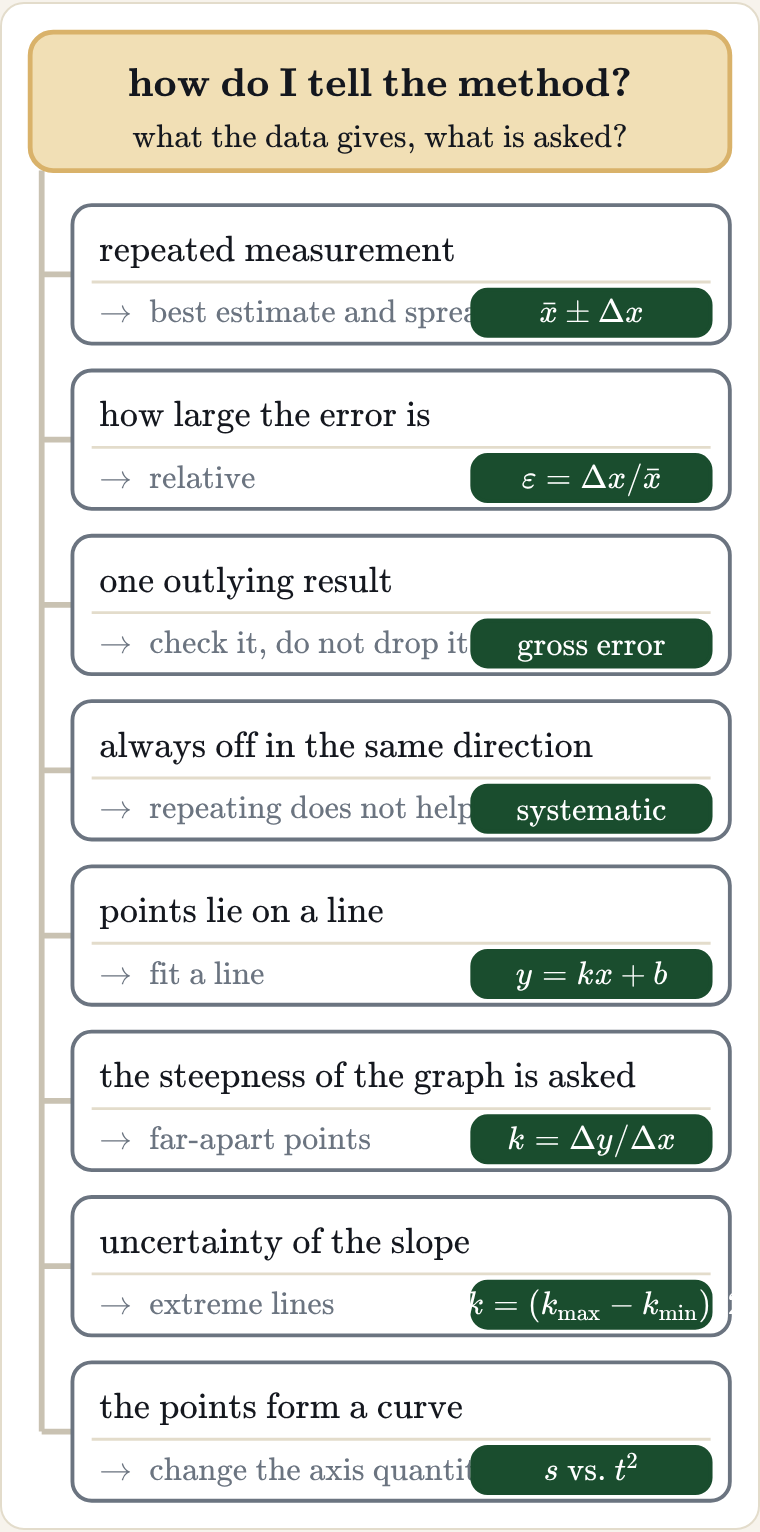 how do I tell the method?
what the data gives, what is asked?
repeated measurement
→ best estimate and x̄ ± Δx
how large the error is
→ relative ε = Δx/x̄
one outlying result
→ check it, do not drop it gross error
always off in the same direction
→ repeating does not help systematic
points lie on a line
→ fit a line y = kx + b
the steepness of the graph is asked
→ far-apart points k = Δy/Δx
uncertainty of the slope
→ extreme lines k = (kmax − kmin)
the points form a curve
→ change the axis s vs. t²